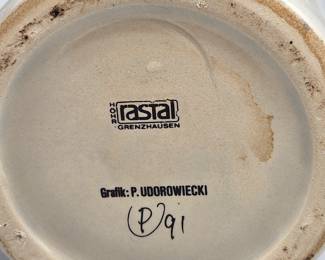 HÖHR
rastal
GRENZHAUSEN
Grafik: P. UDOROWIECKI
P 91